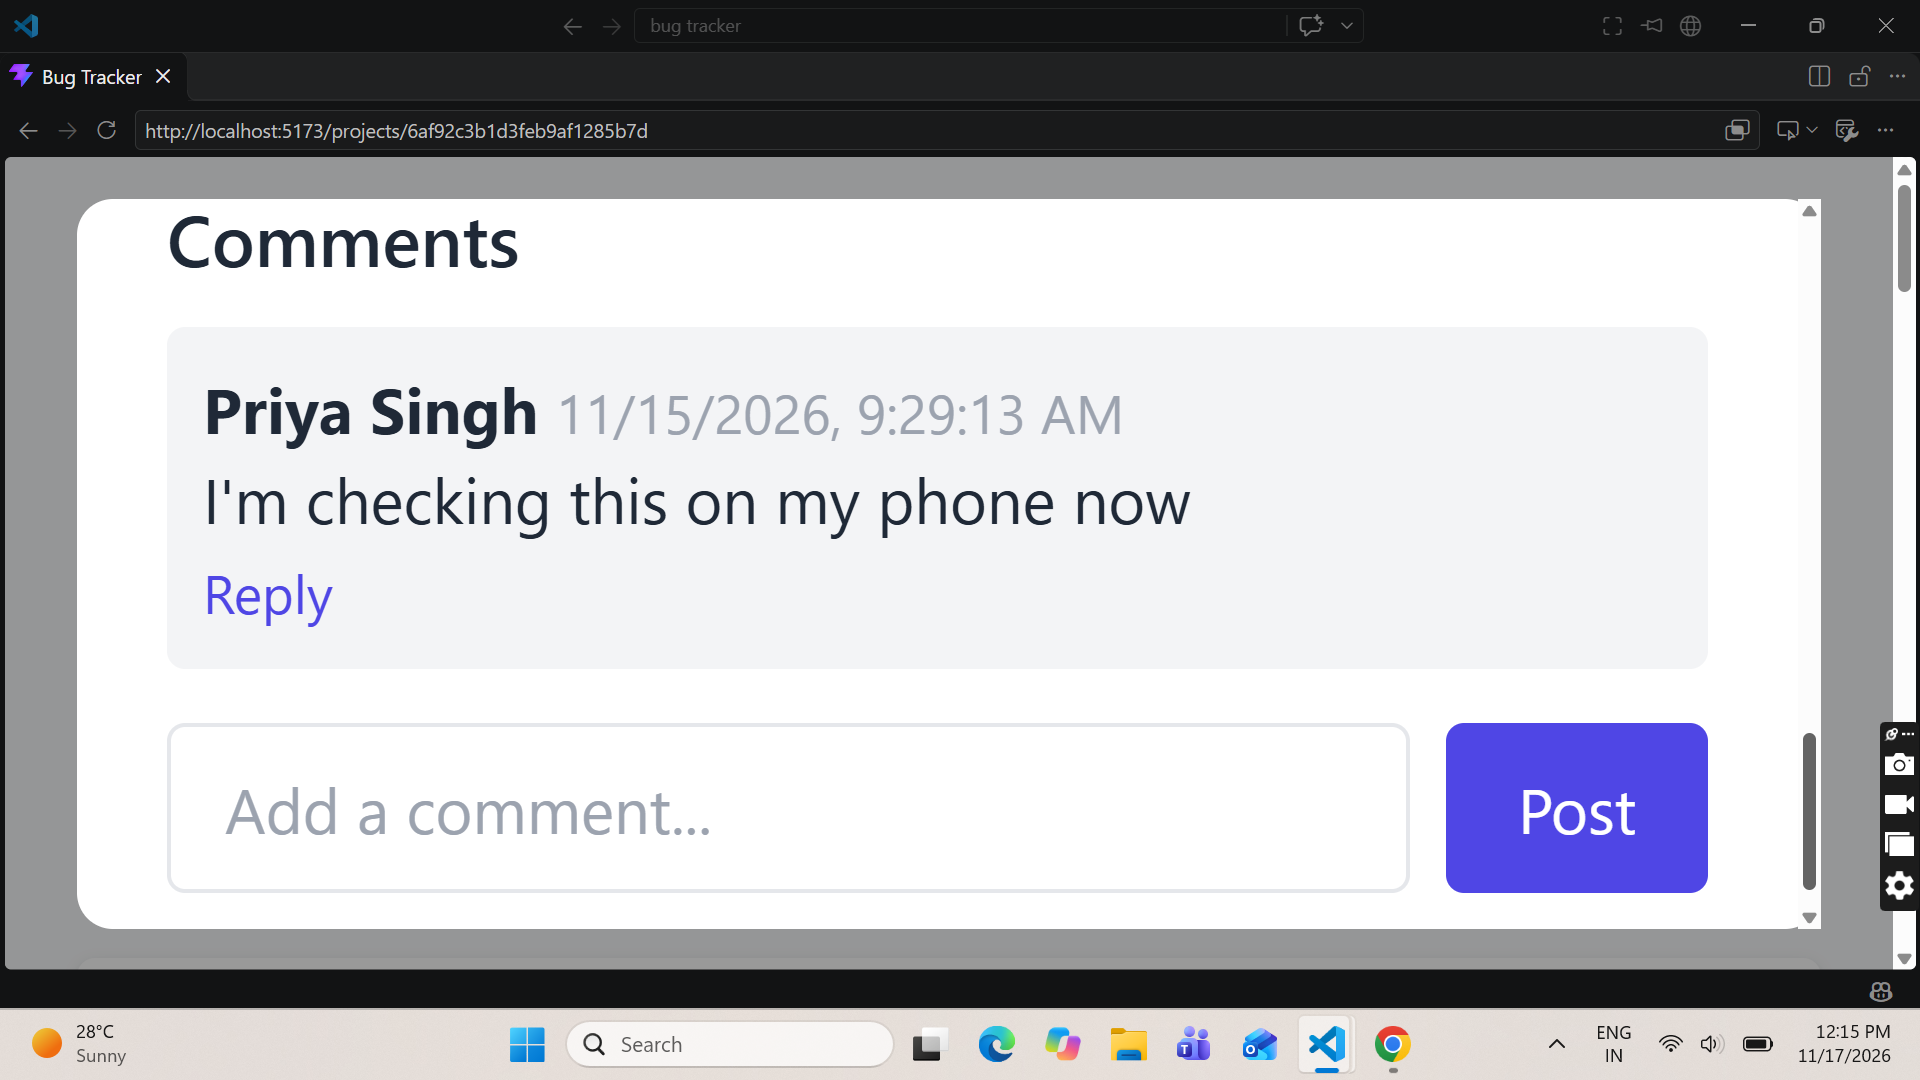 bug tracker
Bug Tracker
http://localhost:5173/projects/6af92c3b1d3feb9af1285b7d
Comments
Priya Singh 11/15/2026, 9:29:13 AM
I'm checking this on my phone now
Reply
Add a comment...
Post
28°C
Sunny
Search
ENG
IN
12:15 PM
11/17/2026